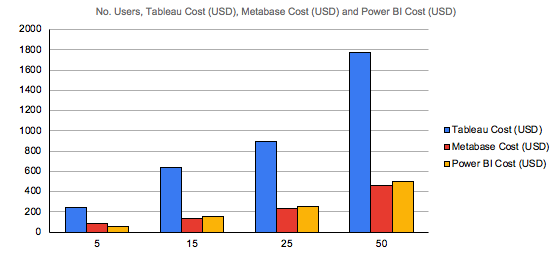 No. Users, Tableau Cost (USD), Metabase Cost (USD) and Power BI Cost (USD)
2000
1800
1600
1400
1200
1000
800
600
400
200
0
5 15 25 50
Tableau Cost (USD)
Metabase Cost (USD)
Power BI Cost (USD)